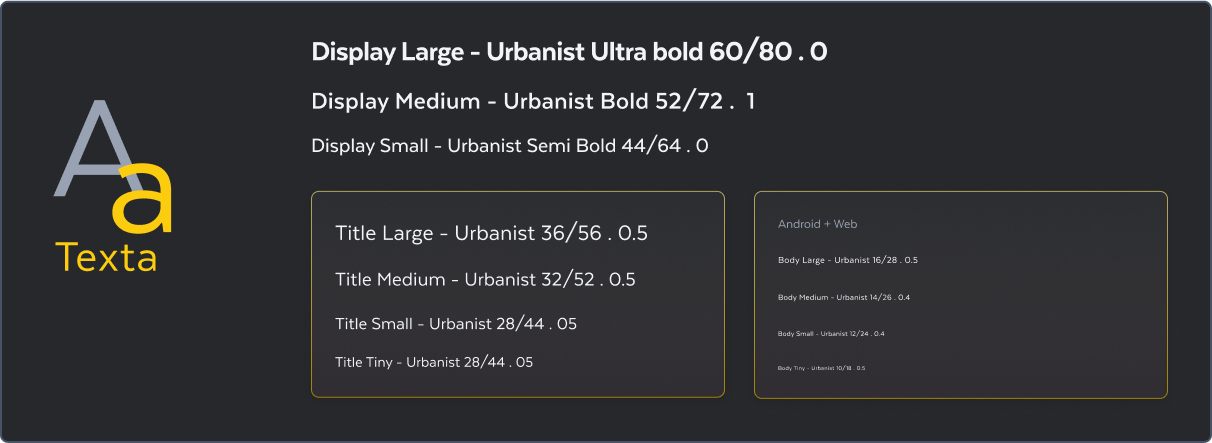 Aa
Texta
Display Large - Urbanist Ultra bold 60/80 . 0
Display Medium - Urbanist Bold 52/72 . 1
Display Small - Urbanist Semi Bold 44/64 . 0
Title Large - Urbanist 36/56 . 0.5
Title Medium - Urbanist 32/52 . 0.5
Title Small - Urbanist 28/44 . 05
Title Tiny - Urbanist 28/44 . 05
Android + Web
Body Large - Urbanist 16/28 . 0.5
Body Medium - Urbanist 14/26 . 0.4
Body Small - Urbanist 12/24 . 0.4
Body Tiny - Urbanist 10/18 . 0.5